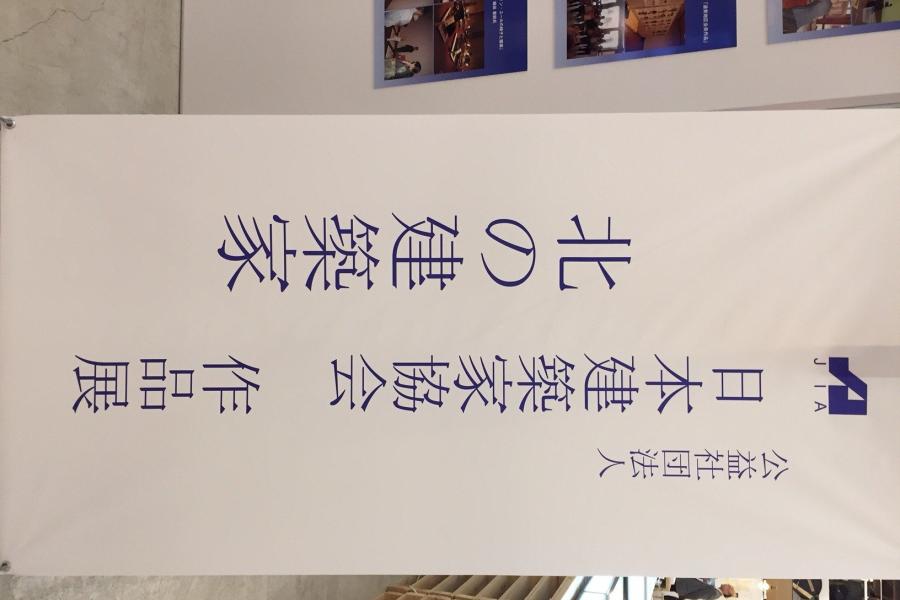 JIA
公益社団法人
日本建築家協会　作品展
北の建築家